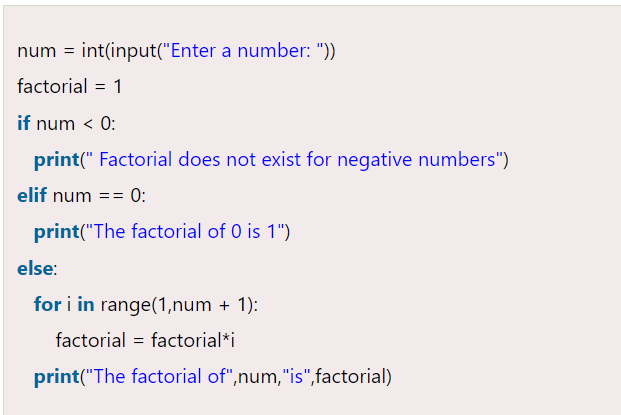 num = int(input("Enter a number: "))
factorial = 1
if num < 0:
   print(" Factorial does not exist for negative numbers")
elif num == 0:
   print("The factorial of 0 is 1")
else:
   for i in range(1,num + 1):
       factorial = factorial*i
   print("The factorial of",num,"is",factorial)